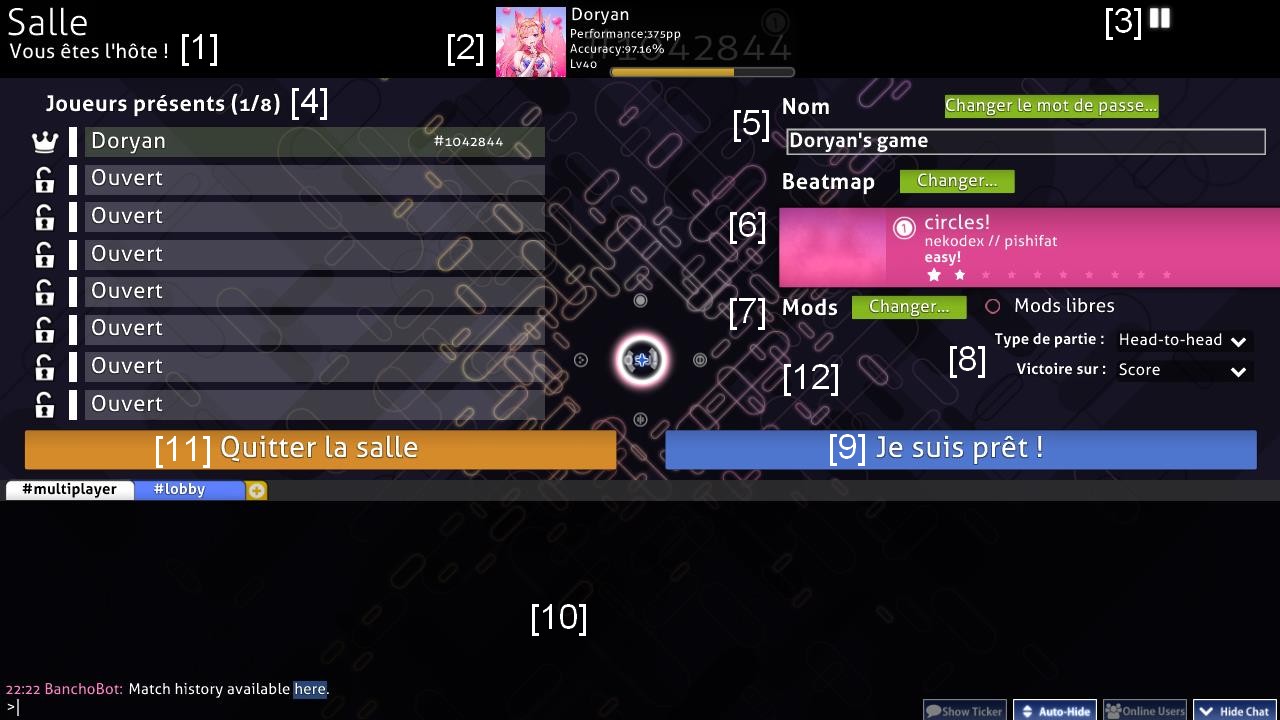 Salle
Vous êtes l'hôte ! [1]
[2]
Doryan
Performance:375pp
Accuracy:97.16%
Lv40
#1042844
[3]
Joueurs présents (1/8) [4]
Doryan #1042844
Ouvert
Ouvert
Ouvert
Ouvert
Ouvert
Ouvert
Ouvert
[5]
Nom Changer le mot de passe...
Doryan's game
Beatmap Changer...
[6]
circles!
nekodex // pishifat
easy!
[7] Mods Changer... Mods libres
[8]
Type de partie : Head-to-head
Victoire sur : Score
[12]
[11] Quitter la salle
[9] Je suis prêt !
#multiplayer #lobby
[10]
22:22 BanchoBot: Match history available here.
>|
Show Ticker Auto-Hide Online Users Hide Chat